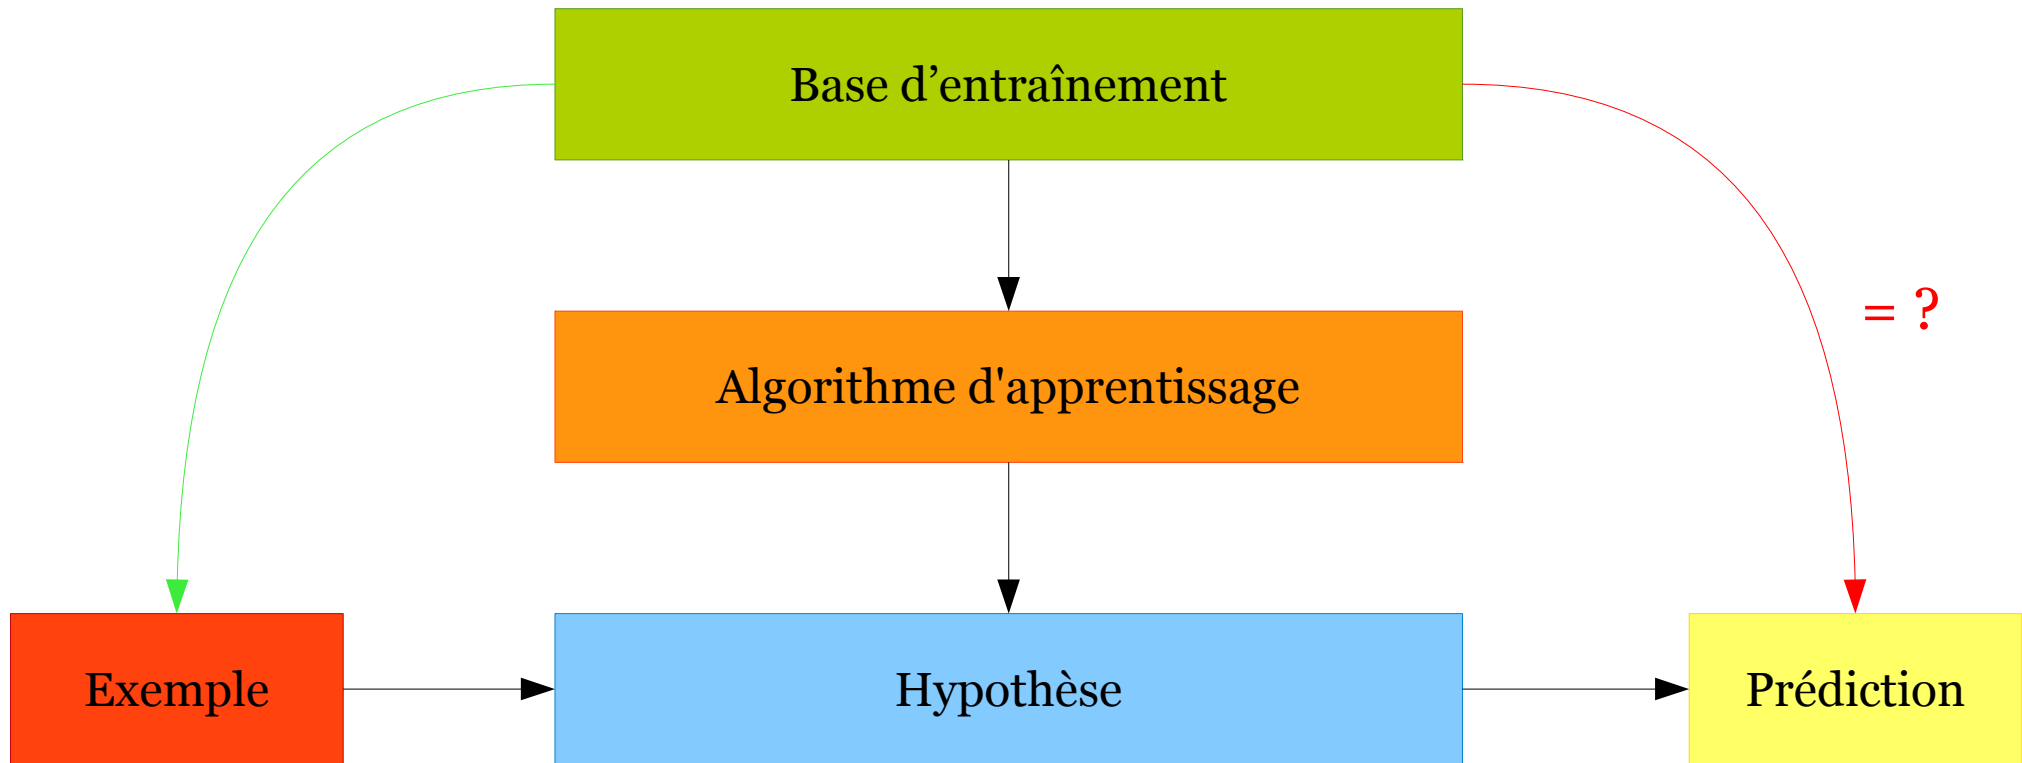 Base d’entraînement
= ?
Algorithme d'apprentissage
Exemple
Hypothèse
Prédiction